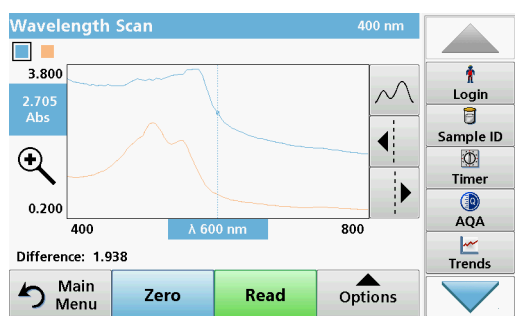 Wavelength Scan 400 nm
3.800
2.705
Abs
0.200
400 λ 600 nm 800
Difference: 1.938
Main
Menu
Zero
Read
Options
Login
Sample ID
Timer
AQA
Trends